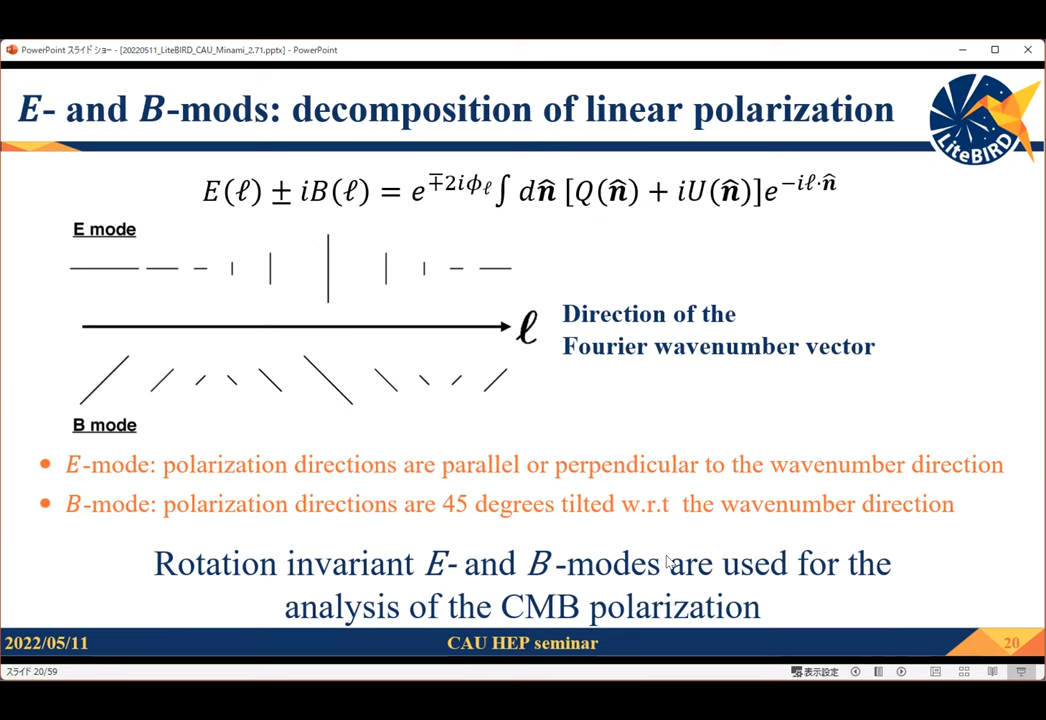 PowerPoint スライド ショー - [20220511_LiteBIRD_CAU_Minami_2.71.pptx] - PowerPoint
E- and B-mods: decomposition of linear polarization
LiteBIRD
E(ℓ) ± iB(ℓ) = e^{∓2iϕ_ℓ} ∫ dn̂ [Q(n̂) + iU(n̂)]e^{−iℓ·n̂}
E mode
ℓ
Direction of the
Fourier wavenumber vector
B mode
• E-mode: polarization directions are parallel or perpendicular to the wavenumber direction
• B-mode: polarization directions are 45 degrees tilted w.r.t the wavenumber direction
Rotation invariant E- and B-modes are used for the
analysis of the CMB polarization
2022/05/11 CAU HEP seminar 20
スライド 20/59 表示設定